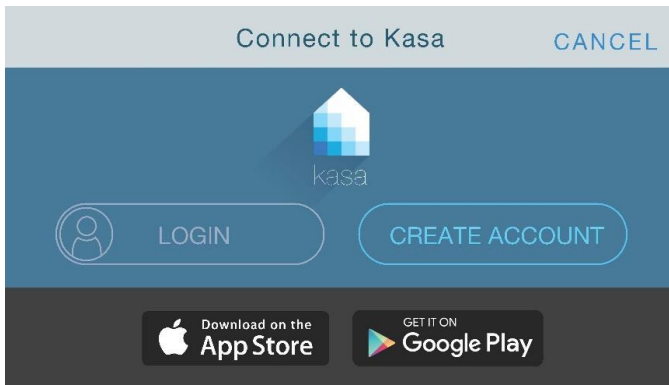 Connect to Kasa CANCEL
kasa
LOGIN CREATE ACCOUNT
Download on the
App Store
GET IT ON
Google Play